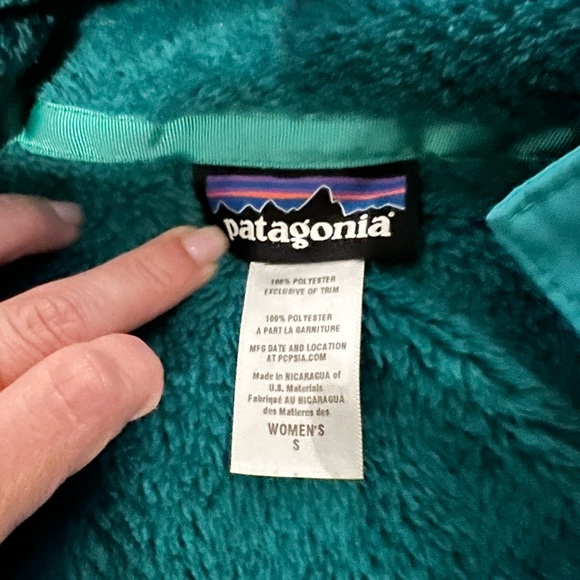 patagonia®
100% POLYESTER
EXCLUSIVE OF TRIM
100% POLYESTER
A PART LA GARNITURE
MFG DATE AND LOCATION
AT PCPSIA.COM
Made in NICARAGUA of
U.S. Materials
Fabriqué AU NICARAGUA
des Matieres des
WOMEN'S
S